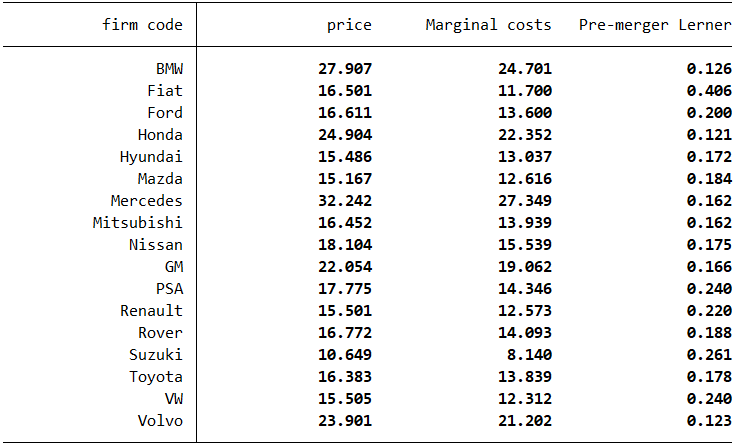 firm code price Marginal costs Pre-merger Lerner
BMW 27.907 24.701 0.126
Fiat 16.501 11.700 0.406
Ford 16.611 13.600 0.200
Honda 24.904 22.352 0.121
Hyundai 15.486 13.037 0.172
Mazda 15.167 12.616 0.184
Mercedes 32.242 27.349 0.162
Mitsubishi 16.452 13.939 0.162
Nissan 18.104 15.539 0.175
GM 22.054 19.062 0.166
PSA 17.775 14.346 0.240
Renault 15.501 12.573 0.220
Rover 16.772 14.093 0.188
Suzuki 10.649 8.140 0.261
Toyota 16.383 13.839 0.178
VW 15.505 12.312 0.240
Volvo 23.901 21.202 0.123